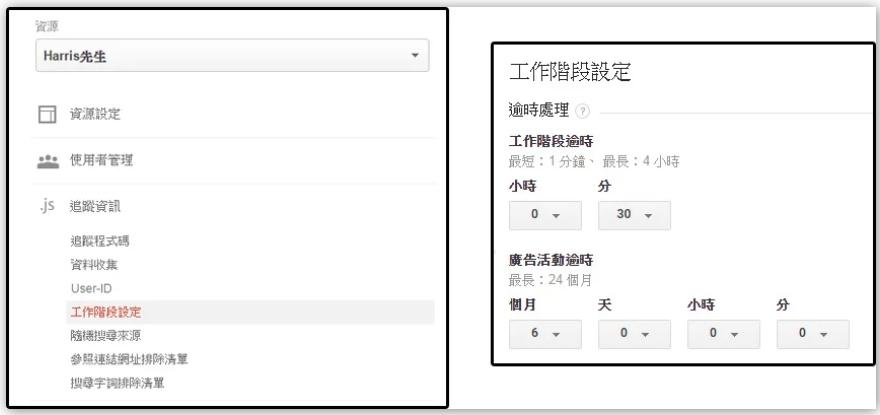 資源
Harris先生
資源設定
使用者管理
.js 追蹤資訊
追蹤程式碼
資料收集
User-ID
工作階段設定
隨機搜尋來源
參照連結網址排除清單
搜尋字詞排除清單
工作階段設定
逾時處理 ?
工作階段逾時
最短：1 分鐘、 最長：4 小時
小時 分
0 30
廣告活動逾時
最長：24 個月
個月 天 小時 分
6 0 0 0